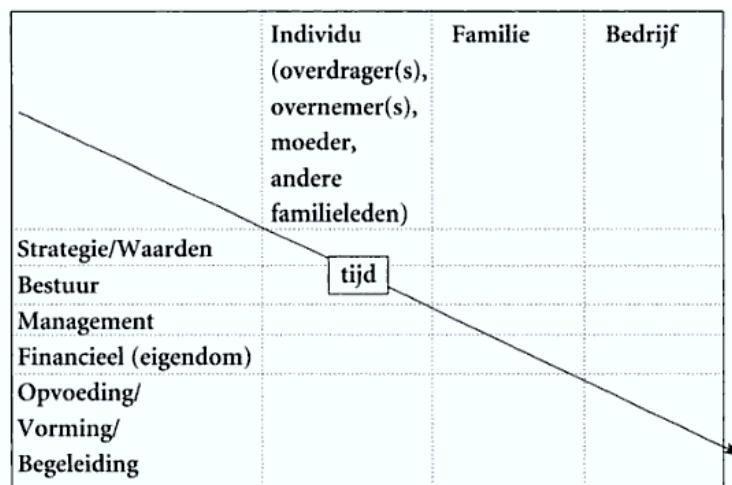 Individu Familie Bedrijf
(overdrager(s),
overnemer(s),
moeder,
andere
familieleden)
Strategie/Waarden
tijd
Bestuur
Management
Financieel (eigendom)
Opvoeding/
Vorming/
Begeleiding